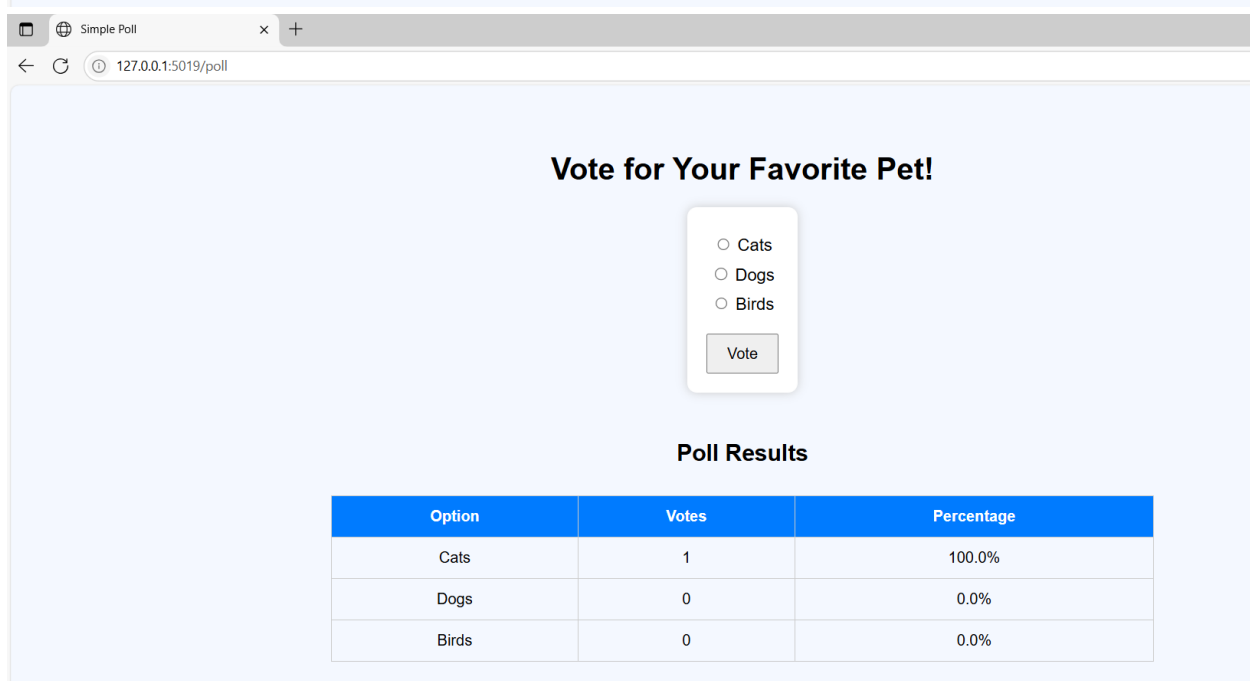 Simple Poll
127.0.0.1:5019/poll
Vote for Your Favorite Pet!
Cats
Dogs
Birds
Vote
Poll Results
Option Votes Percentage
Cats 1 100.0%
Dogs 0 0.0%
Birds 0 0.0%